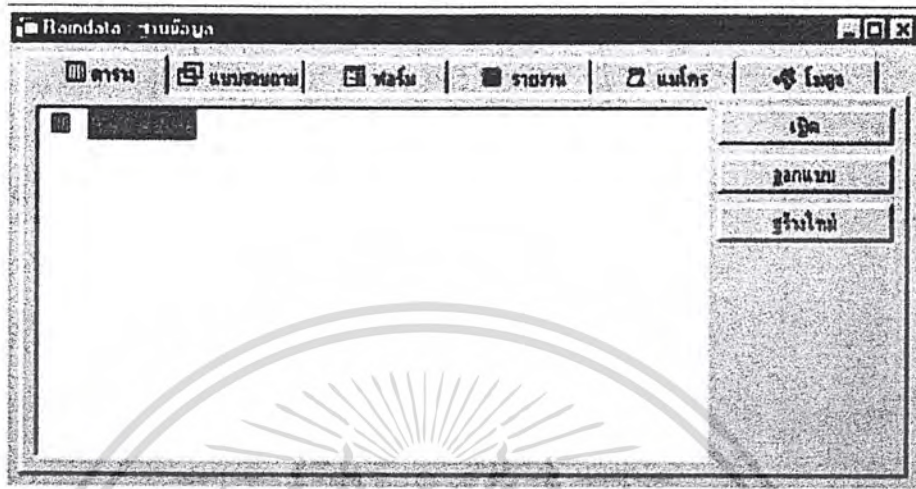 Raindata : ฐานข้อมูล
ตาราง แบบสอบถาม ฟอร์ม รายงาน แมโคร โมดูล
เปิด
ออกแบบ
สร้างใหม่